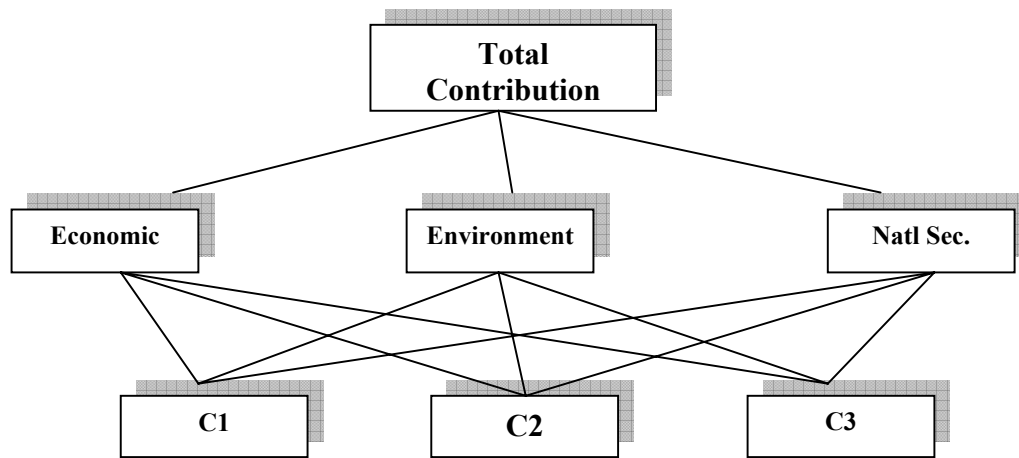 Total
Contribution
Economic
Environment
Natl Sec.
C1
C2
C3